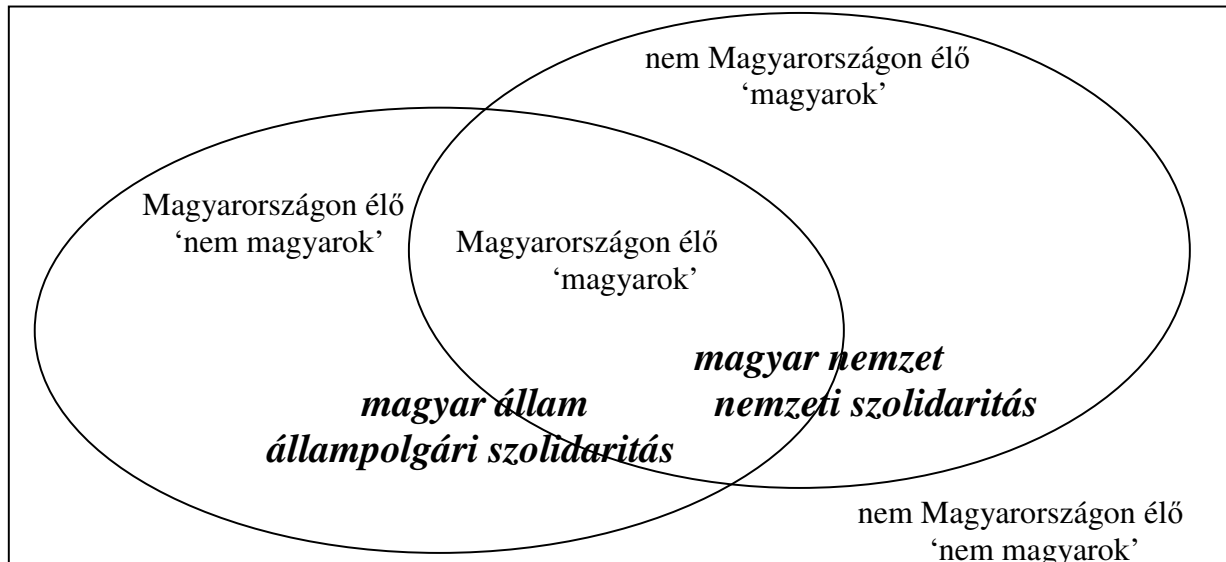 nem Magyarországon élő
‘magyarok’
Magyarországon élő
‘nem magyarok’
Magyarországon élő
‘magyarok’
magyar nemzet
nemzeti szolidaritás
magyar állam
állampolgári szolidaritás
nem Magyarországon élő
‘nem magyarok’